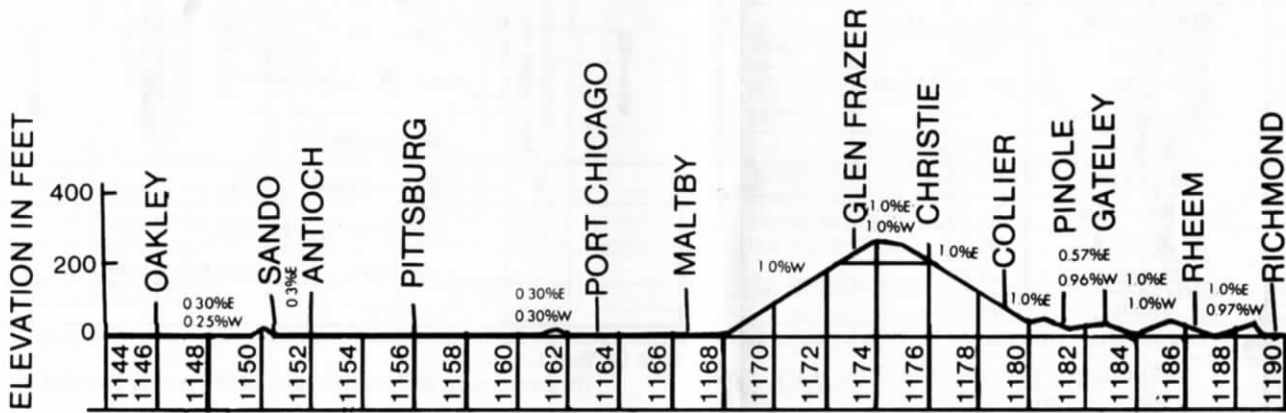 ELEVATION IN FEET
400
200
0
OAKLEY
SANDO
ANTIOCH
PITTSBURG
PORT CHICAGO
MALTBY
GLEN FRAZER
CHRISTIE
COLLIER
PINOLE
GATELEY
RHEEM
RICHMOND
0 30%E
0 25%W
0 3%E
0 30%E
0 30%W
1 0%W
1 0%E
1 0%W
1 0%E
1 0%E
0.57%E
0.96%W
1.0%E
1.0%W
1.0%E
0.97%W
1144
1146
1148
1150
1152
1154
1156
1158
1160
1162
1164
1166
1168
1170
1172
1174
1176
1178
1180
1182
1184
1186
1188
1190